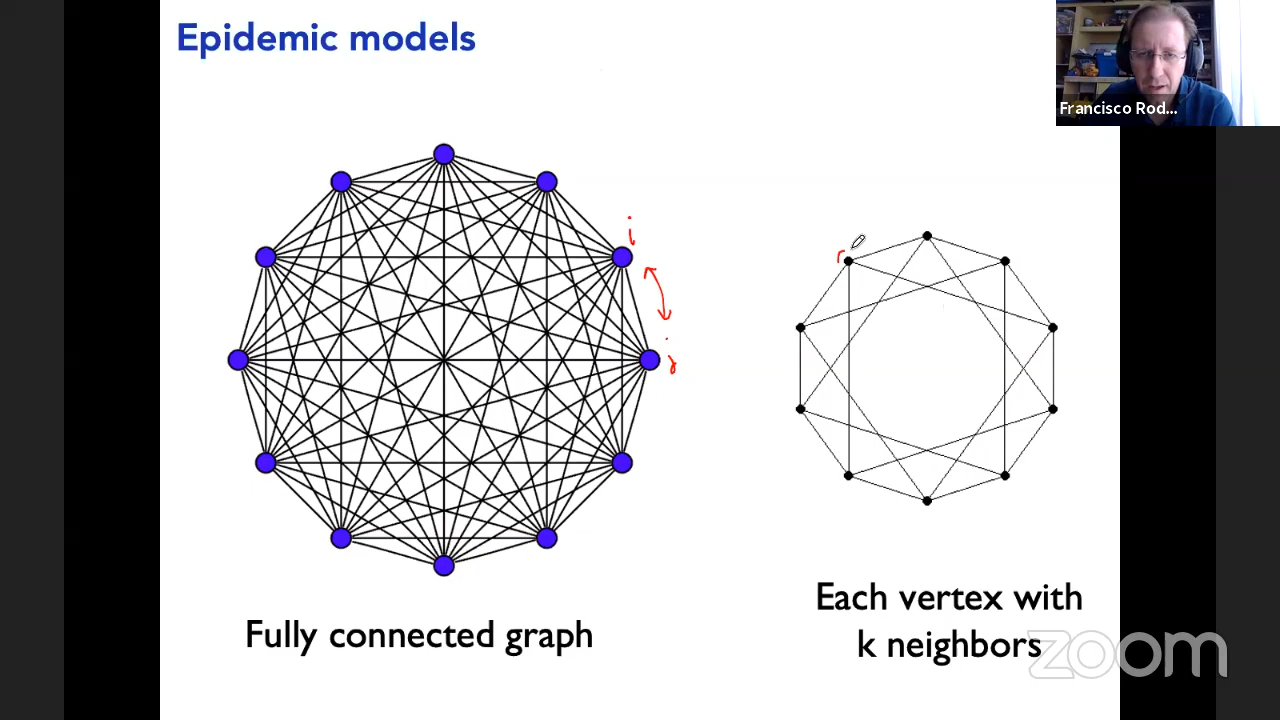 Epidemic models
Francisco Rod...
i
j
Fully connected graph
Each vertex with
k neighbors
zoom